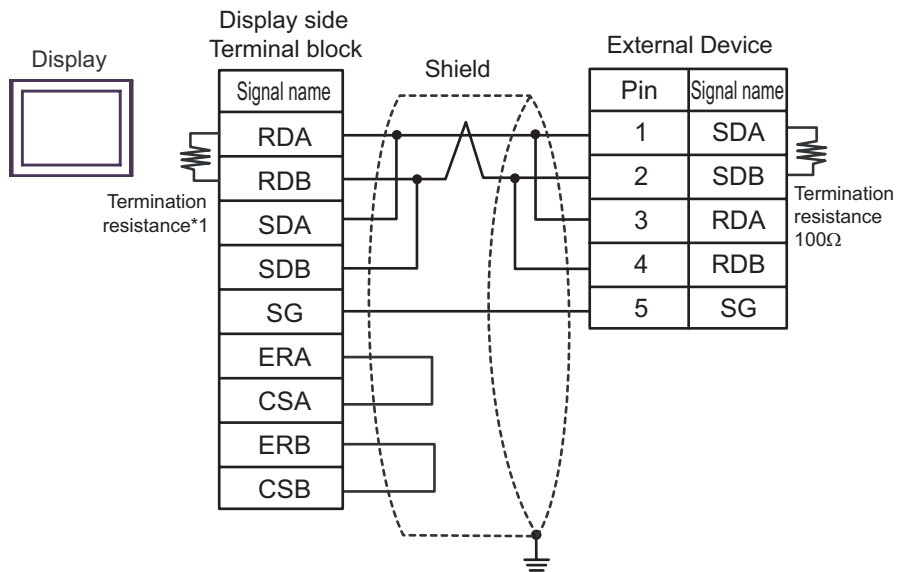 Display
Display side
Terminal block
Signal name
RDA
RDB
SDA
SDB
SG
ERA
CSA
ERB
CSB
Termination
resistance*1
Shield
External Device
Pin Signal name
1 SDA
2 SDB
3 RDA
4 RDB
5 SG
Termination
resistance
100Ω